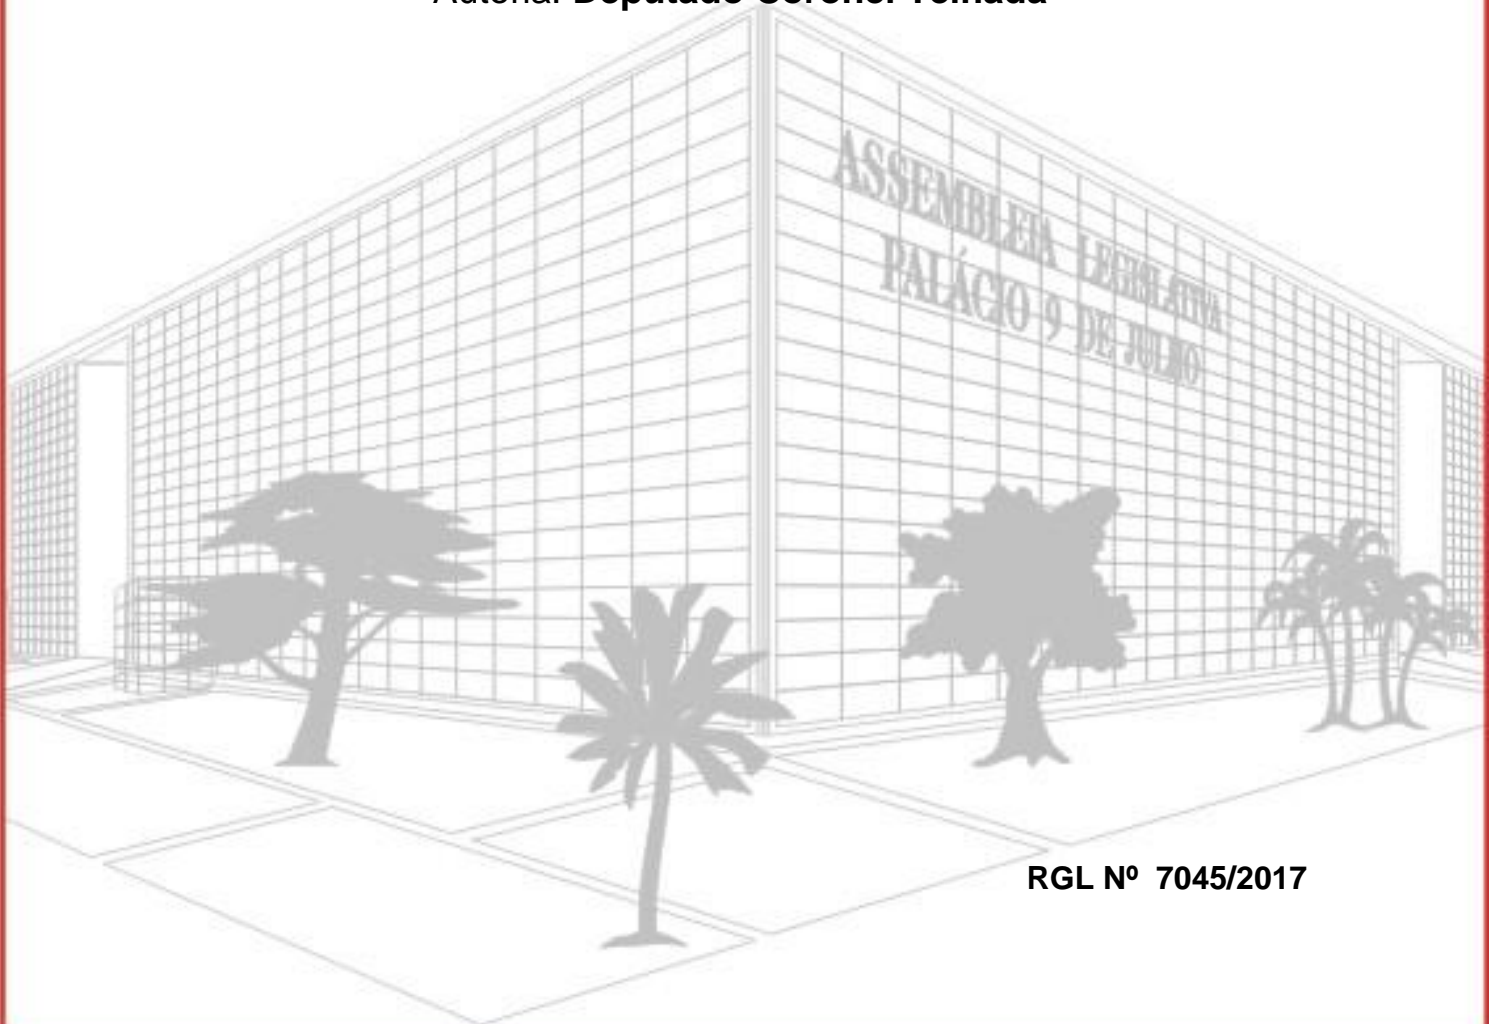 Autoria: Deputado Coronel Telhada
ASSEMBLEIA LEGISLATIVA
PALÁCIO 9 DE JULHO
RGL Nº 7045/2017